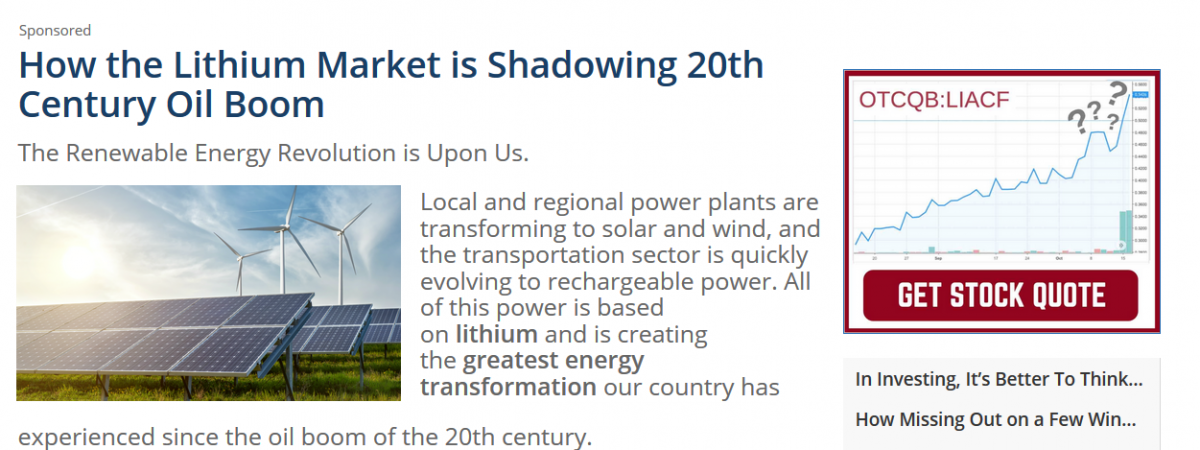 Sponsored
How the Lithium Market is Shadowing 20th
Century Oil Boom
The Renewable Energy Revolution is Upon Us.
Local and regional power plants are
transforming to solar and wind, and
the transportation sector is quickly
evolving to rechargeable power. All
of this power is based
on lithium and is creating
the greatest energy
transformation our country has
experienced since the oil boom of the 20th century.
OTCQB:LIACF
? ? ? ?
GET STOCK QUOTE
In Investing, It's Better To Think...
How Missing Out on a Few Win...